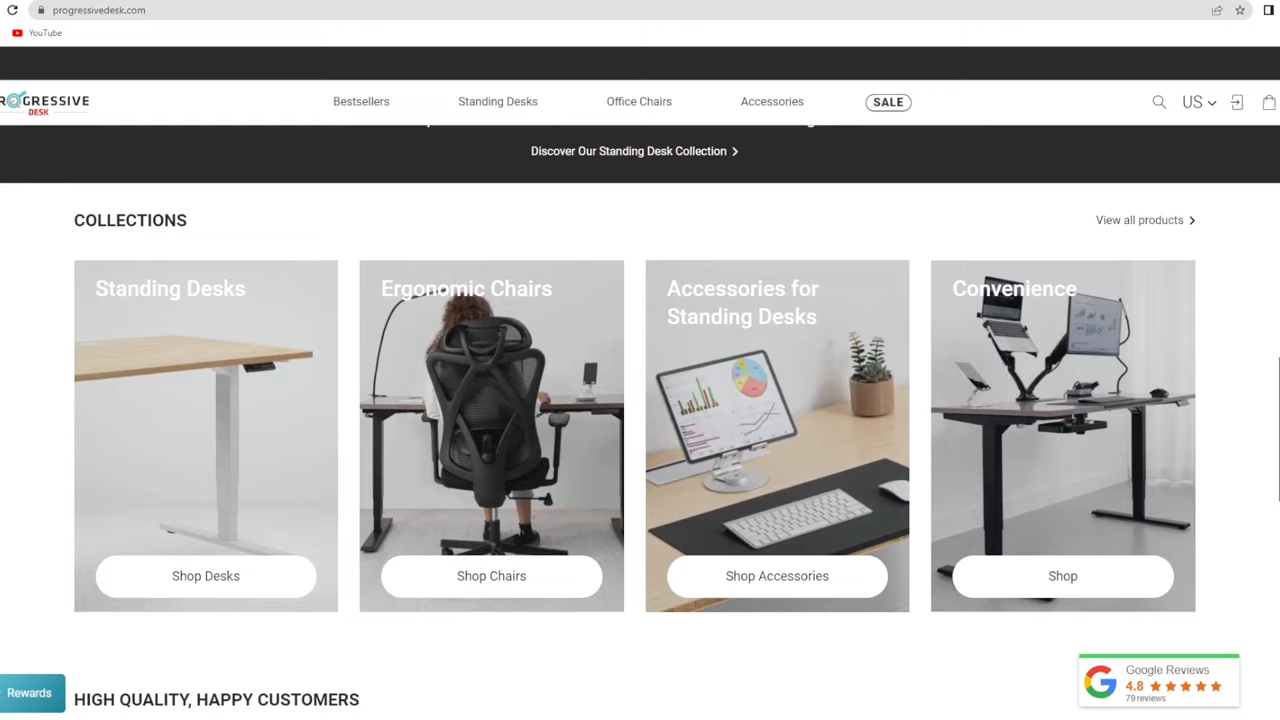 progressivedesk.com
YouTube
ROGRESSIVE
DESK
Bestsellers
Standing Desks
Office Chairs
Accessories
SALE
US
Discover Our Standing Desk Collection
COLLECTIONS
View all products
Standing Desks
Ergonomic Chairs
Accessories for
Standing Desks
Convenience
Shop Desks
Shop Chairs
Shop Accessories
Shop
Google Reviews
4.8
79 reviews
Rewards
HIGH QUALITY, HAPPY CUSTOMERS